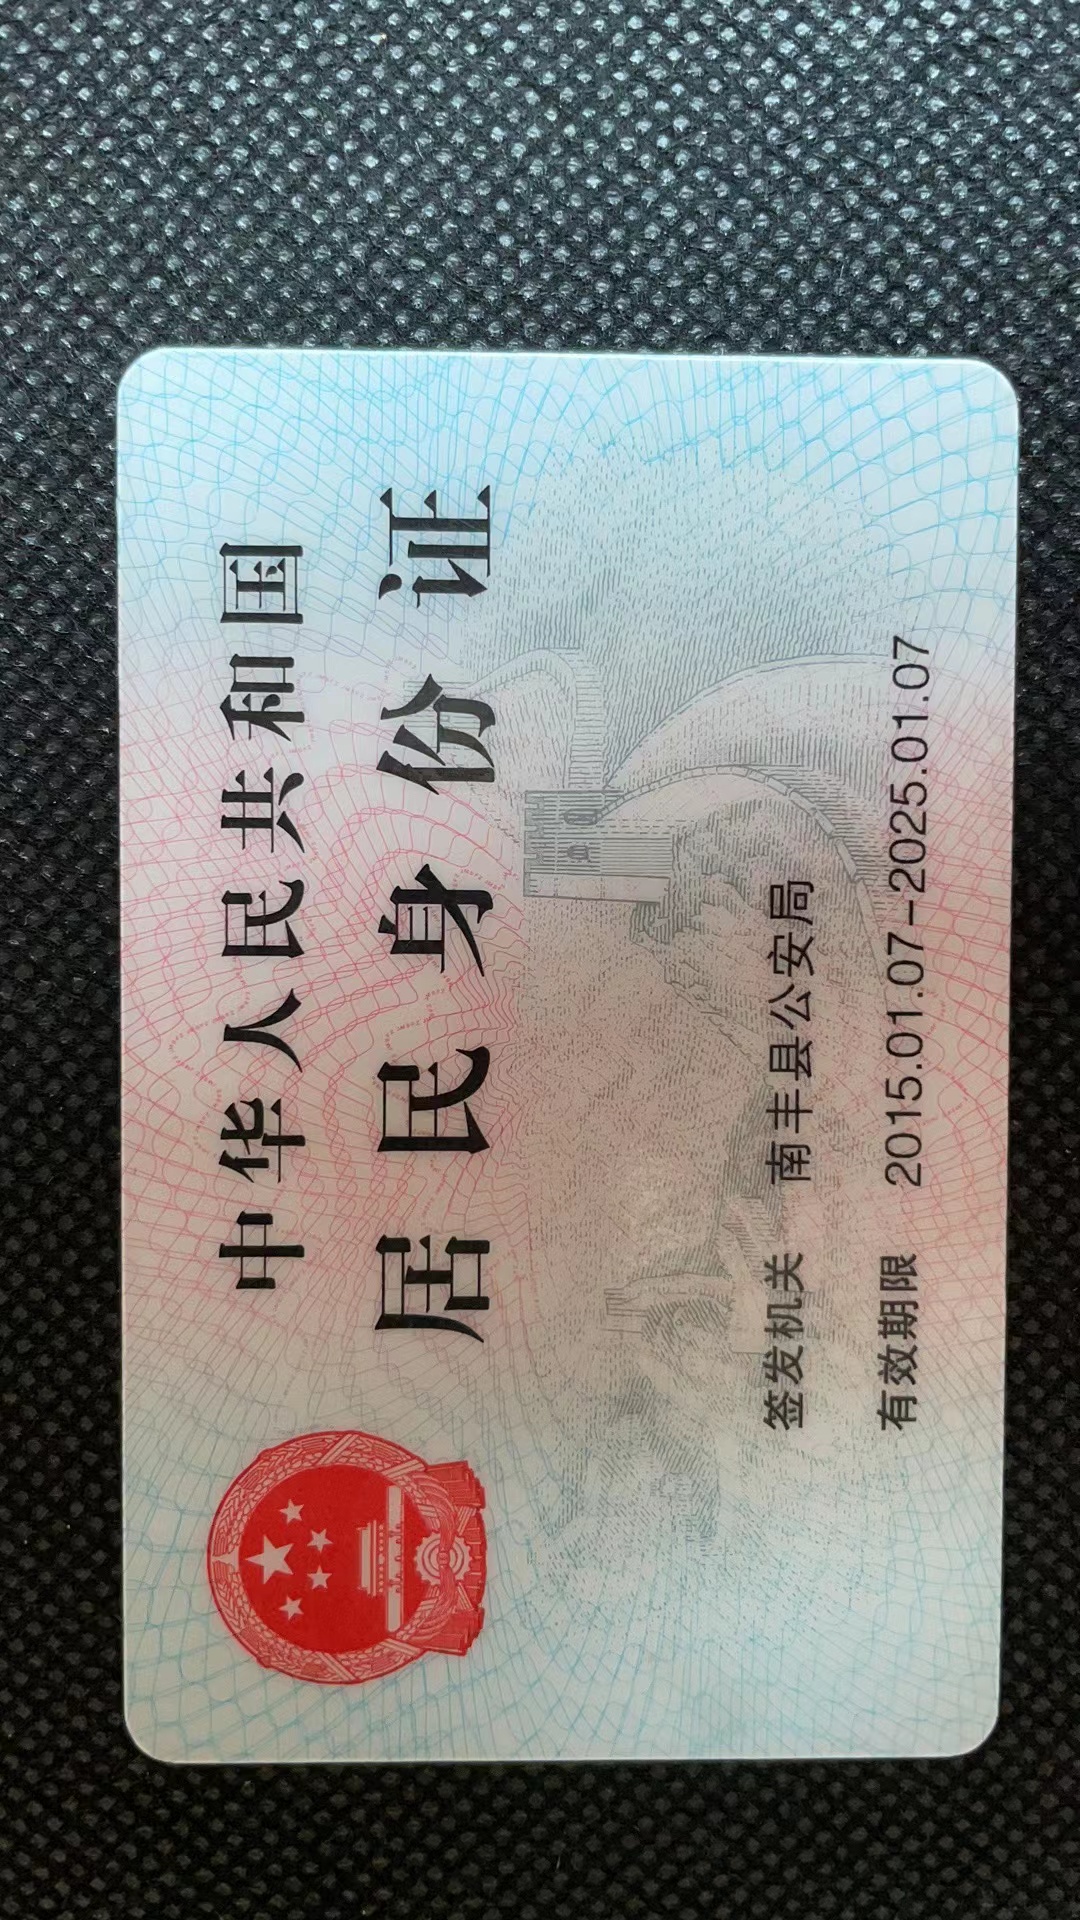 中华人民共和国
居民身份证
签发机关 南丰县公安局
有效期限 2015.01.07-2025.01.07